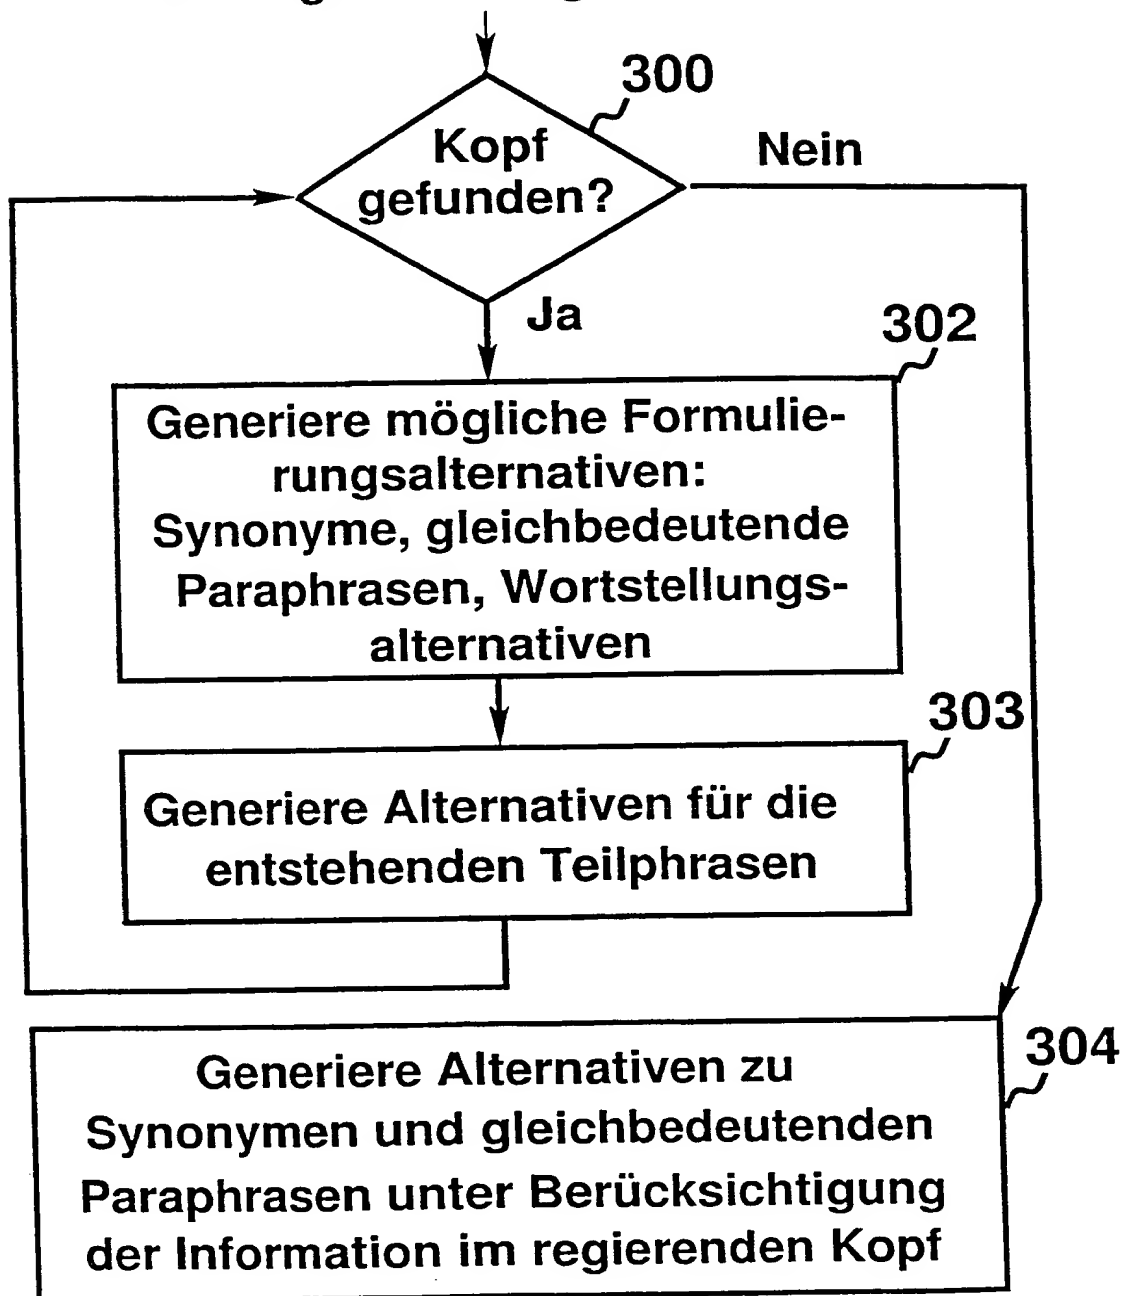 300
Kopf
gefunden?
Nein
Ja
302
Generiere mögliche Formulie-
rungsalternativen:
Synonyme, gleichbedeutende
Paraphrasen, Wortstellungs-
alternativen
303
Generiere Alternativen für die
entstehenden Teilphrasen
304
Generiere Alternativen zu
Synonymen und gleichbedeutenden
Paraphrasen unter Berücksichtigung
der Information im regierenden Kopf